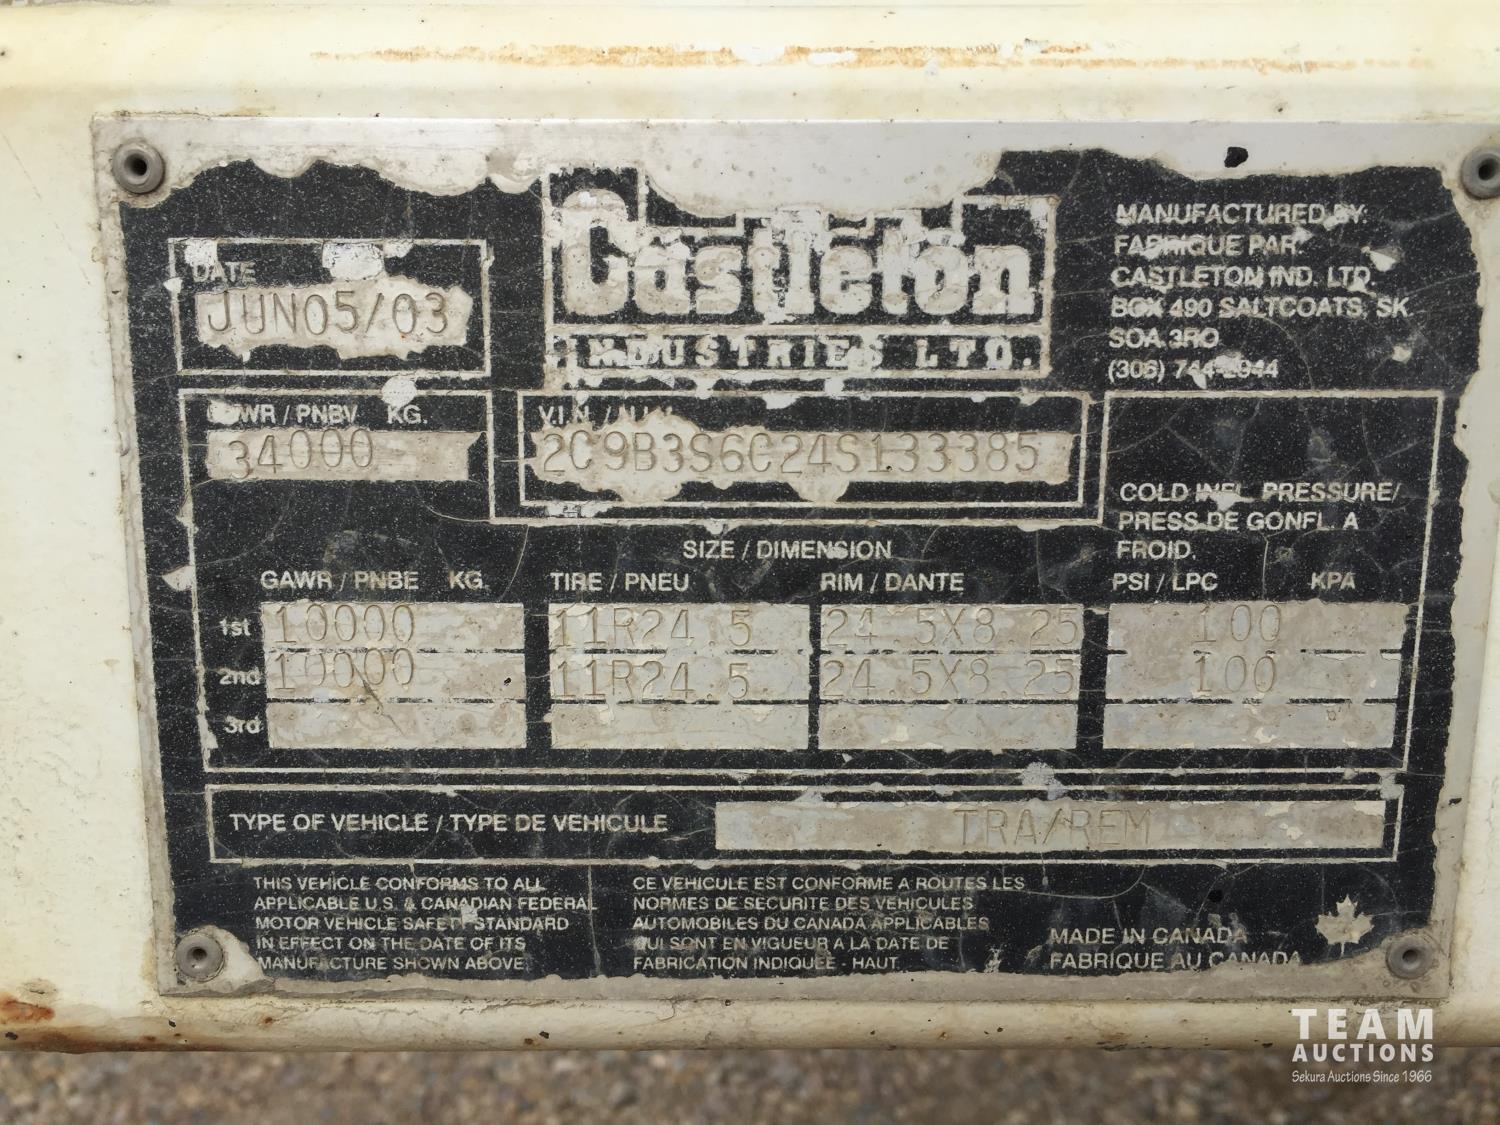 Castleton
INDUSTRIES LTD.
MANUFACTURED BY:
FABRIQUE PAR:
CASTLETON IND. LTD.
BOX 490 SALTCOATS, SK.
SOA 3RO
(306)
DATE
JUN05/03
GVWR / PNBV KG.
34000
V.I.N. /
2C9B3S6C24S133385
SIZE / DIMENSION
COLD INFL. PRESSURE/
PRESS.DE GONFL. A
FROID.
GAWR / PNBE KG. TIRE / PNEU RIM / DANTE PSI / LPC KPA
1st 10000 11R24.5 24.5X8.25 100
2nd 10000 11R24.5 24.5X8.25 100
3rd
TYPE OF VEHICLE / TYPE DE VEHICULE TRA/REM
THIS VEHICLE CONFORMS TO ALL
APPLICABLE U.S. & CANADIAN FEDERAL
MOTOR VEHICLE SAFETY STANDARD
IN EFFECT ON THE DATE OF ITS
MANUFACTURE SHOWN ABOVE.
CE VEHICULE EST CONFORME A ROUTES LES
NORMES DE SECURITE DES VEHICULES
AUTOMOBILES DU CANADA APPLICABLES
QUI SONT EN VIGUEUR A LA DATE DE
FABRICATION INDIQUEE - HAUT.
MADE IN CANADA
FABRIQUE AU CANADA
TEAM
AUCTIONS
Sekura Auctions Since 1966